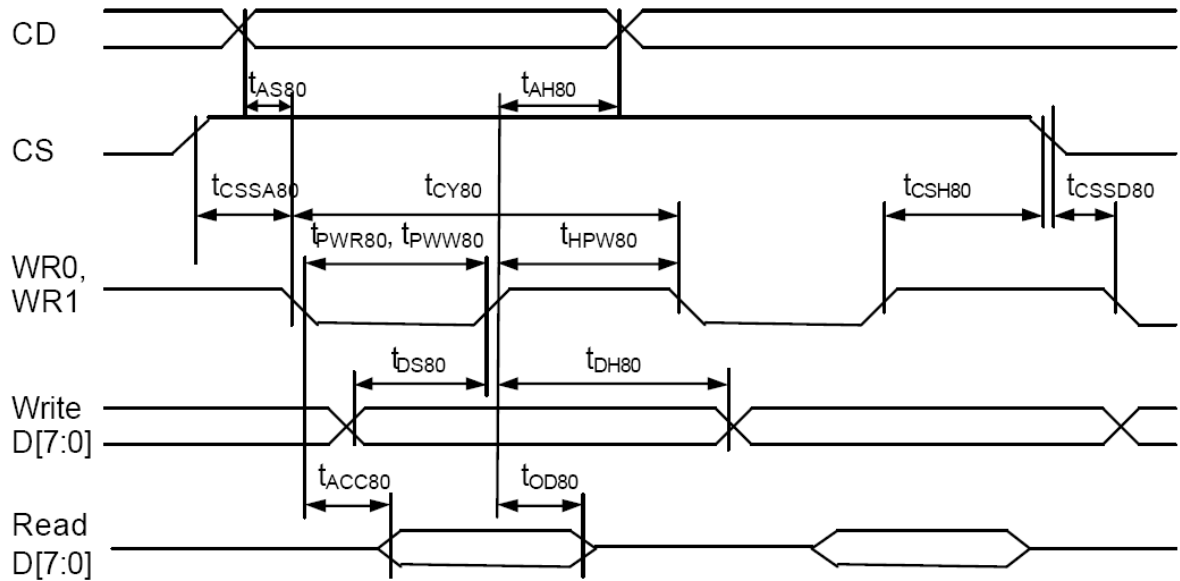 CD
tAS80
tAH80
CS
tCSSA80
tCY80
tCSH80
tCSSD80
tPWR80, tPWW80
tHPW80
WR0,
WR1
tDS80
tDH80
Write
D[7:0]
tACC80
tOD80
Read
D[7:0]